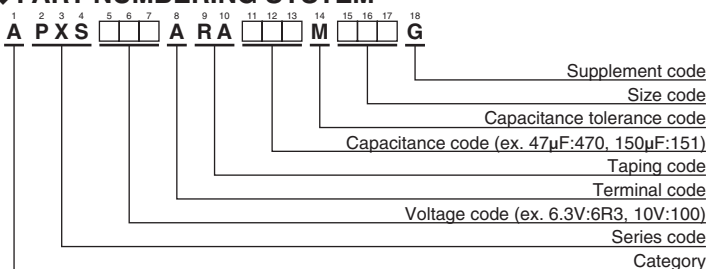 ◆PART NUMBERING SYSTEM
1 2 3 4 5 6 7 8 9 10 11 12 13 14 15 16 17 18
A P X S □□□ A R A □□□ M □□□ G
Supplement code
Size code
Capacitance tolerance code
Capacitance code (ex. 47µF:470, 150µF:151)
Taping code
Terminal code
Voltage code (ex. 6.3V:6R3, 10V:100)
Series code
Category